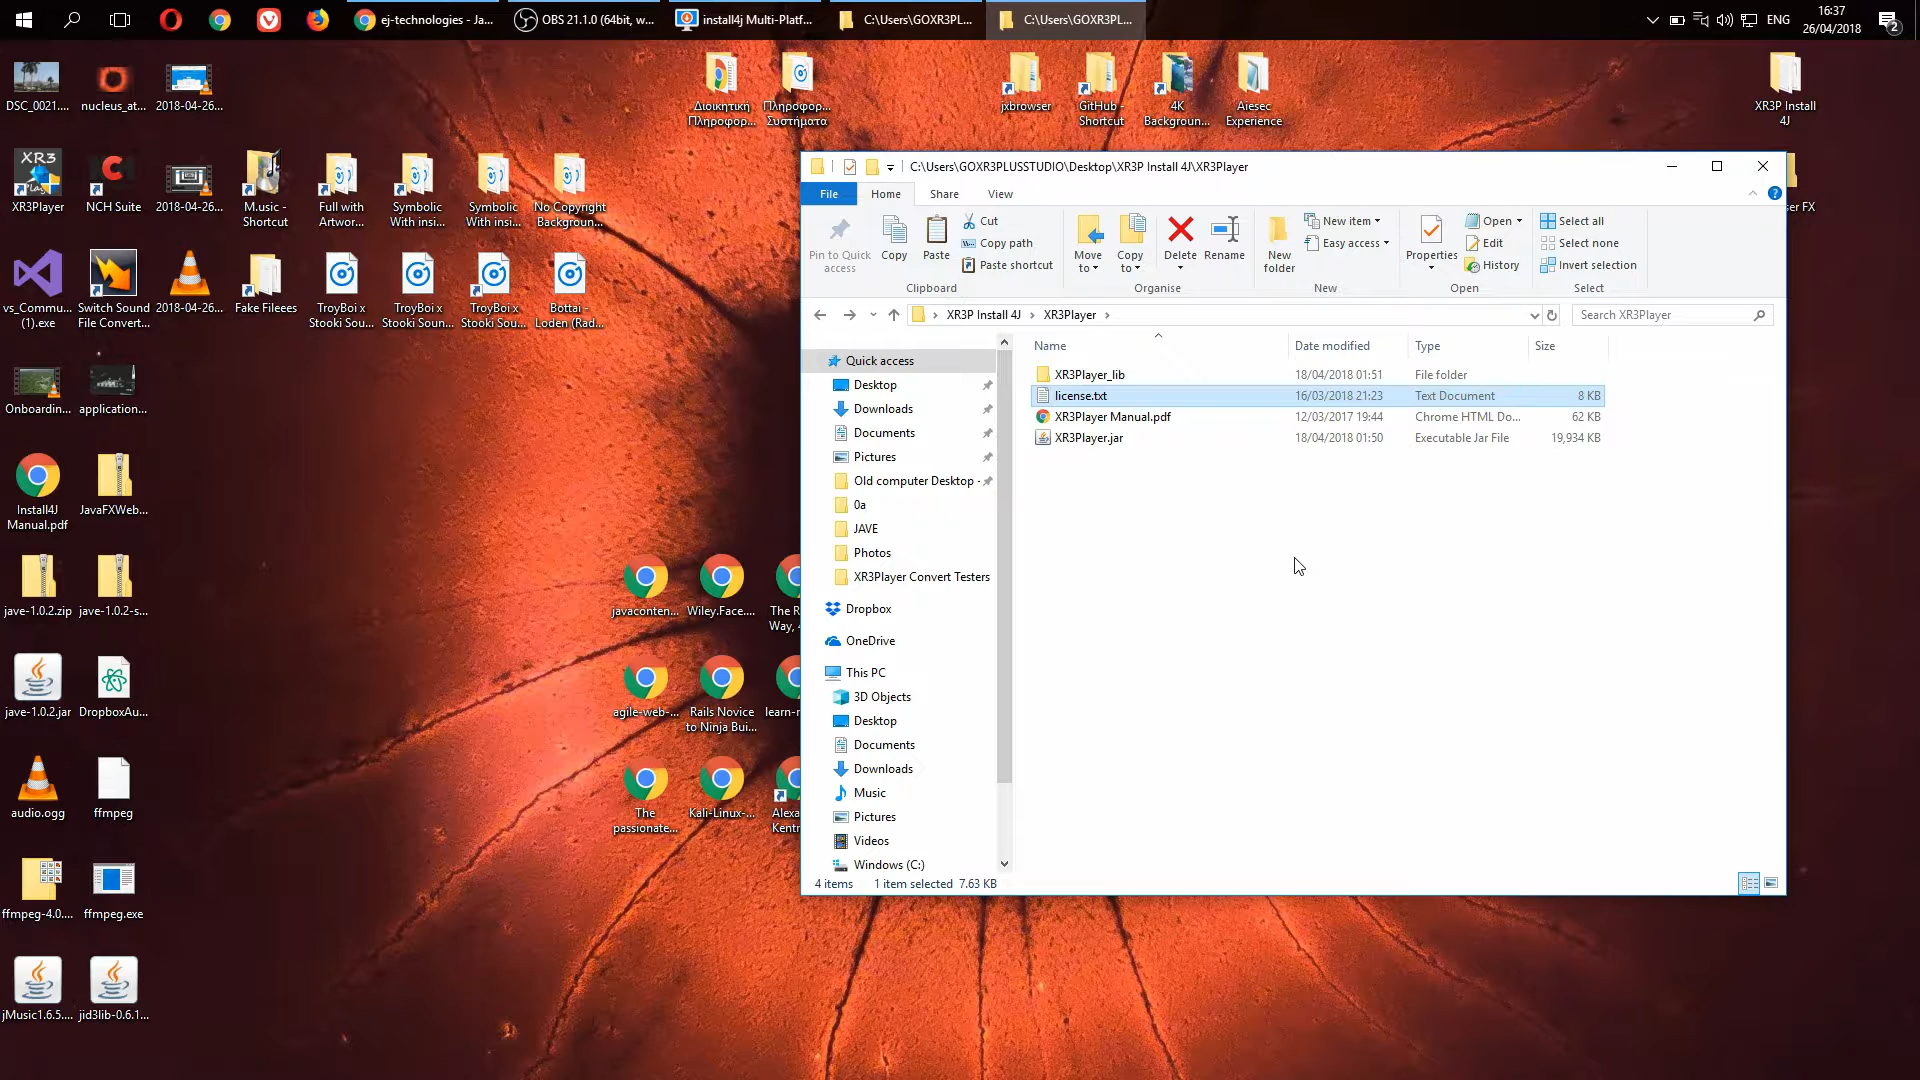 ej-technologies - Ja...
OBS 21.1.0 (64bit, w...
install4j Multi-Platf...
C:\Users\GOXR3PL...
C:\Users\GOXR3PL...
ENG
16:37
26/04/2018
2
DSC_0021....
nucleus_at...
2018-04-26...
Διοικητική
Πληροφορ...
Πληροφορ...
Συστήματα
jxbrowser
GitHub -
Shortcut
4K
Backgroun...
Aiesec
Experience
XR3P Install
4J
XR3Player
NCH Suite
2018-04-26...
M.usic -
Shortcut
Full with
Artwor...
Symbolic
With insi...
Symbolic
With insi...
No Copyright
Backgroun...
ser FX
vs_Commu...
(1).exe
Switch Sound
File Convert...
2018-04-26...
Fake Fileees
TroyBoi x
Stooki Sou...
TroyBoi x
Stooki Soun...
TroyBoi x
Stooki Sou...
Bottai -
Loden (Rad...
Onboardin...
application...
Install4J
Manual.pdf
JavaFXWeb...
jave-1.0.2.zip
jave-1.0.2-s...
javaconten...
Wiley.Face....
The R
Way, 4
jave-1.0.2.jar
DropboxAu...
agile-web-...
Rails Novice
to Ninja Bui...
learn-r
audio.ogg
ffmpeg
The
passionate...
Kali-Linux-...
Alexa
Kentr
ffmpeg-4.0....
ffmpeg.exe
jMusic1.6.5....
jid3lib-0.6.1...
C:\Users\GOXR3PLUSSTUDIO\Desktop\XR3P Install 4J\XR3Player
File
Home
Share
View
Pin to Quick
access
Copy
Paste
Cut
Copy path
Paste shortcut
Clipboard
Move
to
Copy
to
Delete
Rename
Organise
New
folder
New item
Easy access
New
Properties
Open
Edit
History
Open
Select all
Select none
Invert selection
Select
XR3P Install 4J
XR3Player
Search XR3Player
Name
Date modified
Type
Size
XR3Player_lib 18/04/2018 01:51 File folder
license.txt 16/03/2018 21:23 Text Document 8 KB
XR3Player Manual.pdf 12/03/2017 19:44 Chrome HTML Do... 62 KB
XR3Player.jar 18/04/2018 01:50 Executable Jar File 19,934 KB
Quick access
Desktop
Downloads
Documents
Pictures
Old computer Desktop -
0a
JAVE
Photos
XR3Player Convert Testers
Dropbox
OneDrive
This PC
3D Objects
Desktop
Documents
Downloads
Music
Pictures
Videos
Windows (C:)
4 items
1 item selected 7.63 KB